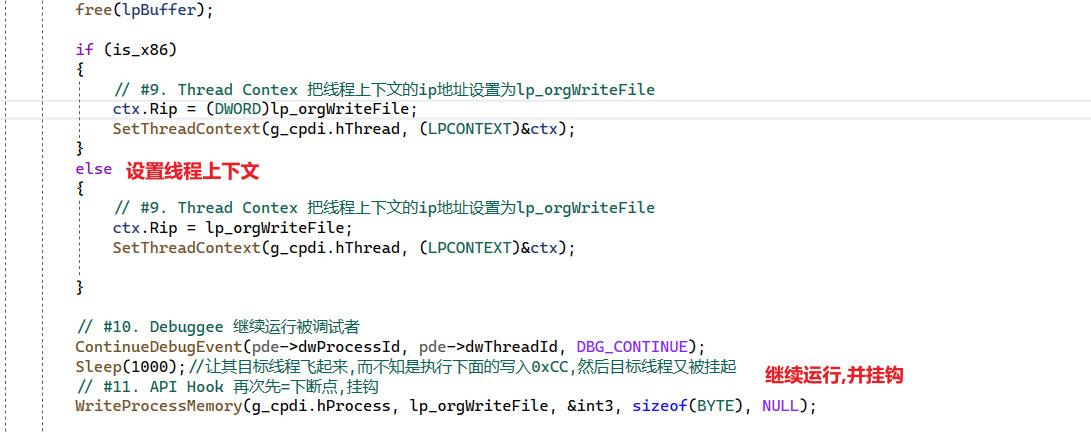 free(lpBuffer);
if (is_x86)
{
// #9. Thread Contex 把线程上下文的ip地址设置为lp_orgWriteFile
ctx.Rip = (DWORD)lp_orgWriteFile;
SetThreadContext(g_cpdi.hThread, (LPCONTEXT)&ctx);
}
else 设置线程上下文
{
// #9. Thread Contex 把线程上下文的ip地址设置为lp_orgWriteFile
ctx.Rip = lp_orgWriteFile;
SetThreadContext(g_cpdi.hThread, (LPCONTEXT)&ctx);
}
// #10. Debuggee 继续运行被调试者
ContinueDebugEvent(pde->dwProcessId, pde->dwThreadId, DBG_CONTINUE);
Sleep(1000);//让其目标线程飞起来,而不知是执行下面的写入0xCC,然后目标线程又被挂起
继续运行,并挂钩
// #11. API Hook 再次先=下断点,挂钩
WriteProcessMemory(g_cpdi.hProcess, lp_orgWriteFile, &int3, sizeof(BYTE), NULL);